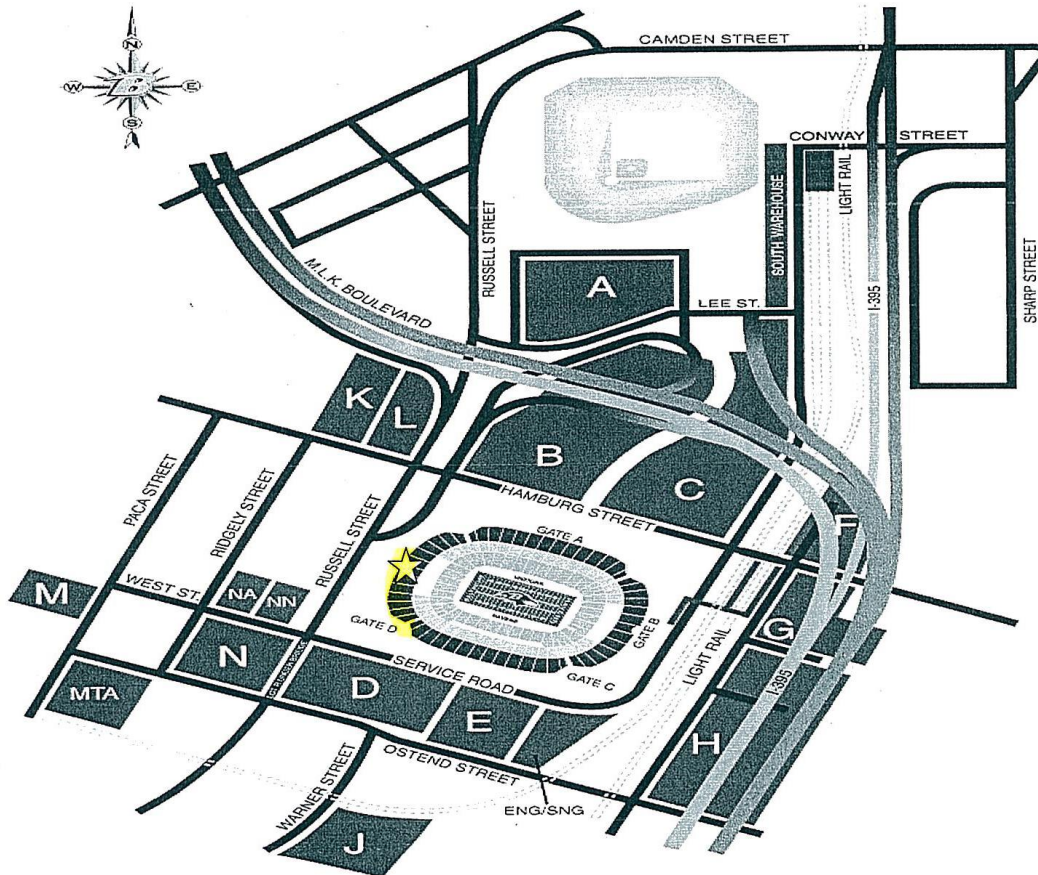 N
W
E
S
B
CAMDEN STREET
CONWAY STREET
LIGHT RAIL
SOUTH WAREHOUSE
RUSSELL STREET
M.L.K. BOULEVARD
A
LEE ST.
I-395
SHARP STREET
K
L
B
C
HAMBURG STREET
F
PACA STREET
RIDGELY STREET
RUSSELL STREET
GATE A
M
WEST ST.
NA
NN
GATE D
GATE B
G
LIGHT RAIL
N
SERVICE ROAD
GATE C
MTA
D
E
I-395
H
OSTEND STREET
WARNER STREET
ENG/SNG
J